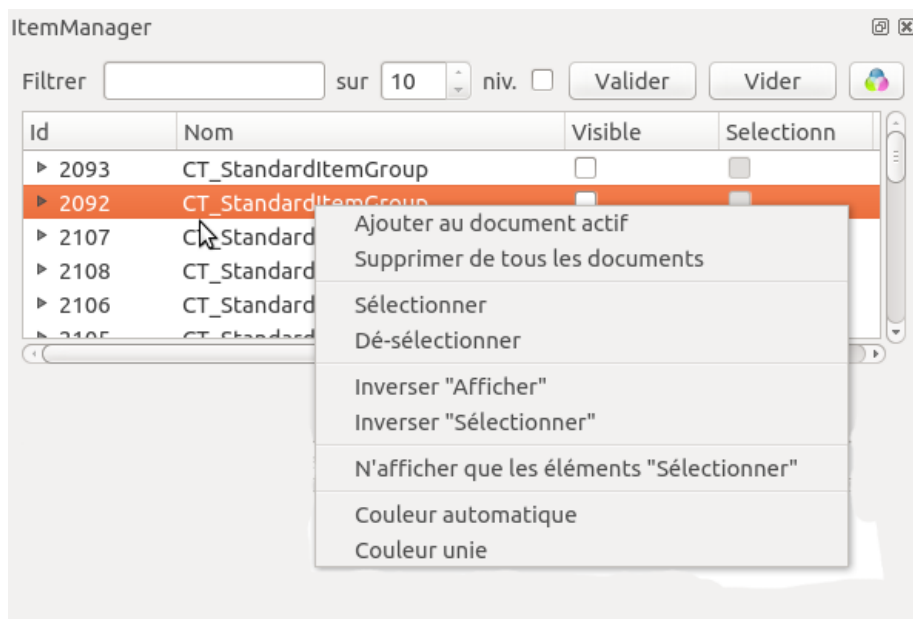 ItemManager
Filtrer sur 10 niv. Valider Vider
Id Nom Visible Selectionn
2093 CT_StandardItemGroup
2092 CT_StandardItemGroup
2107 CT_Standard
2108 CT_Standard
2106 CT_Standard
2105 CT_Standard
Ajouter au document actif
Supprimer de tous les documents
Sélectionner
Dé-sélectionner
Inverser "Afficher"
Inverser "Sélectionner"
N'afficher que les éléments "Sélectionner"
Couleur automatique
Couleur unie